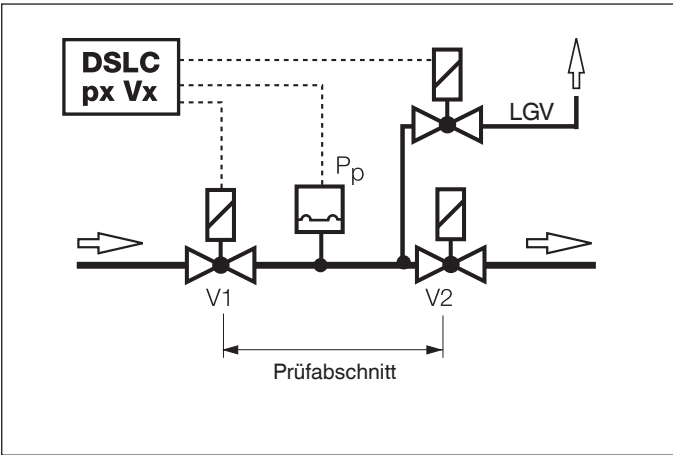 DSLC
px Vx
LGV
Pp
V1
V2
Prüfabschnitt